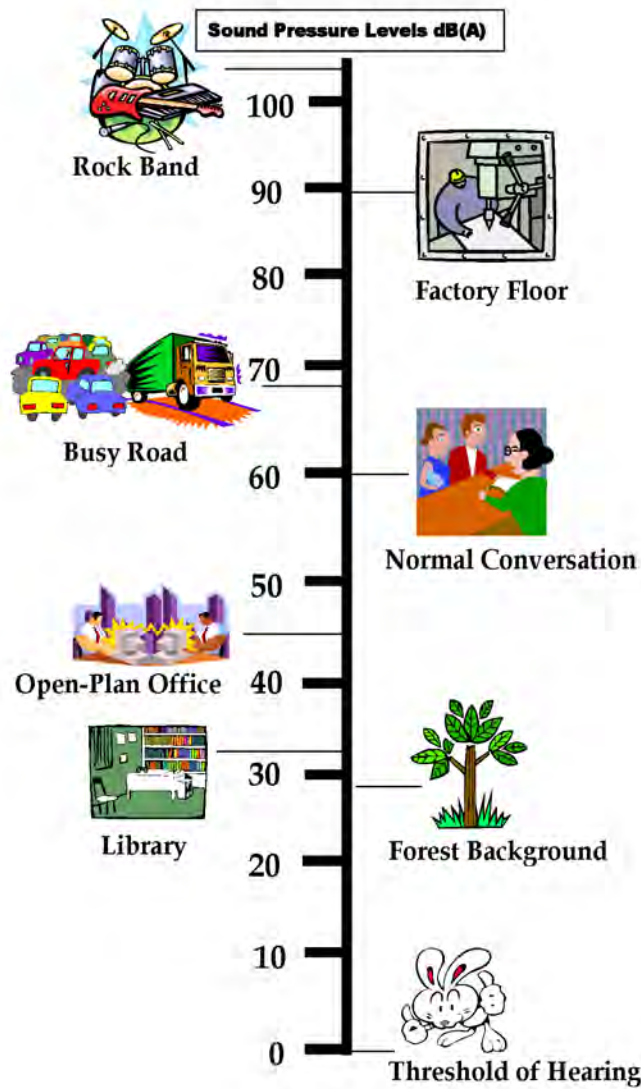 Sound Pressure Levels dB(A)
100
Rock Band
90
Factory Floor
80
70
Busy Road
60
Normal Conversation
50
Open-Plan Office
40
30
Library
Forest Background
20
10
0
Threshold of Hearing